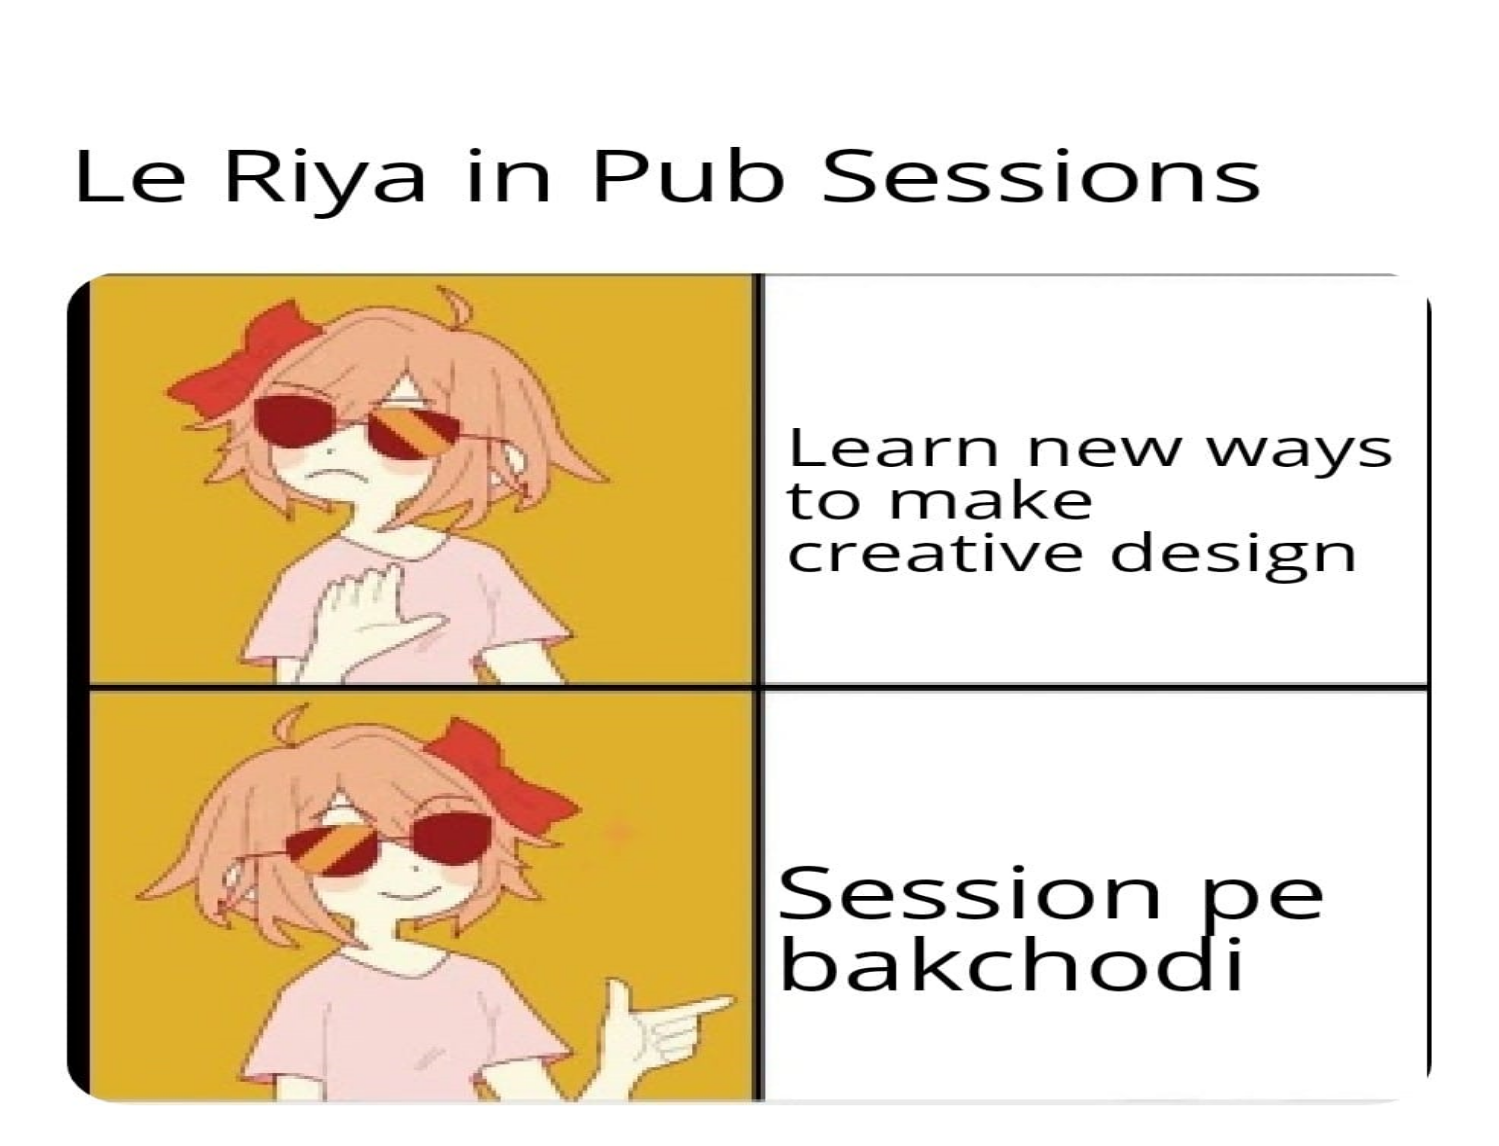 Le Riya in Pub Sessions
Learn new ways
to make
creative design
Session pe
bakchodi